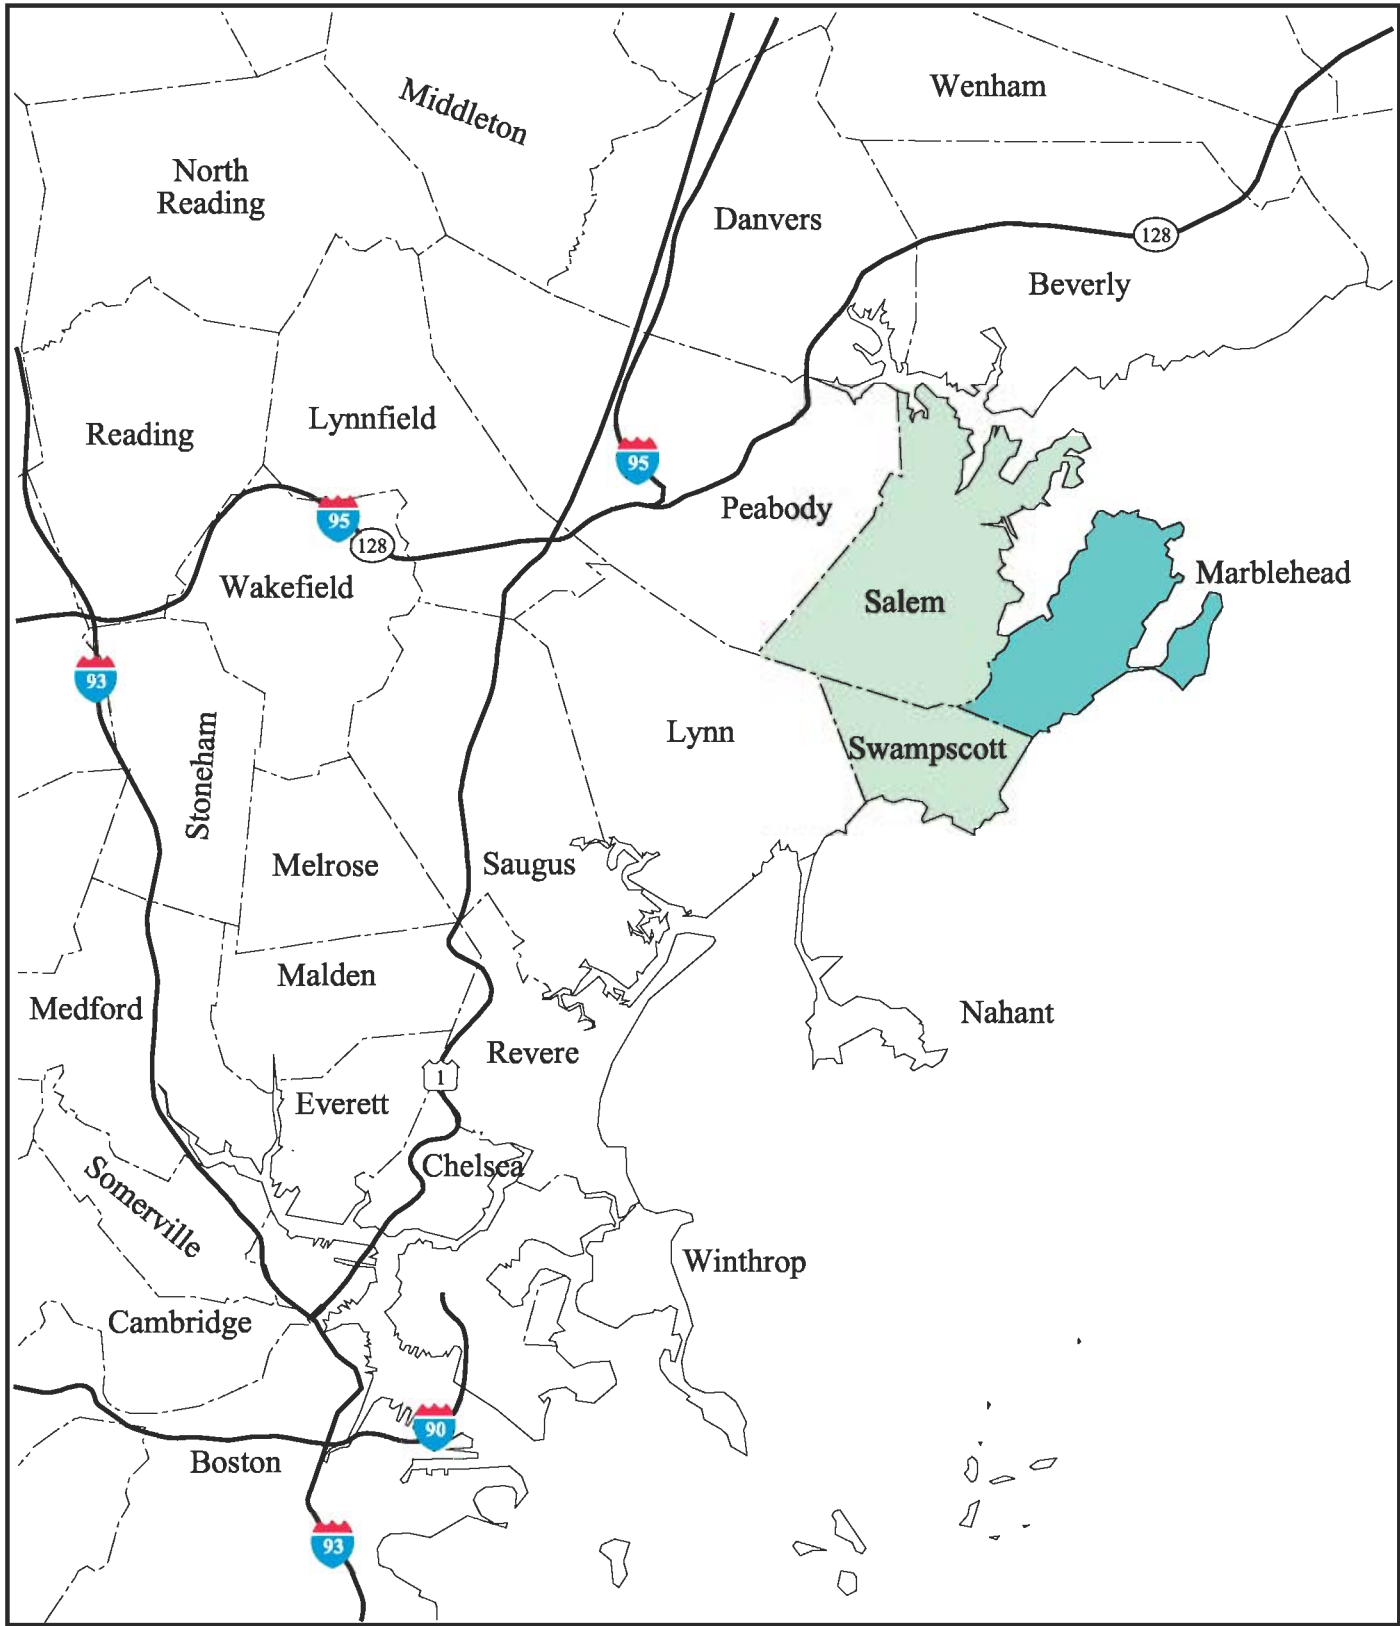 Wenham
Middleton
North
Reading
Danvers
128
Beverly
Lynnfield
Reading
95
Peabody
95
128
Marblehead
Wakefield
Salem
93
Stoneham
Lynn
Swampscott
Melrose
Saugus
Malden
Medford
Nahant
Revere
1
Everett
Chelsea
Somerville
Winthrop
Cambridge
90
Boston
93